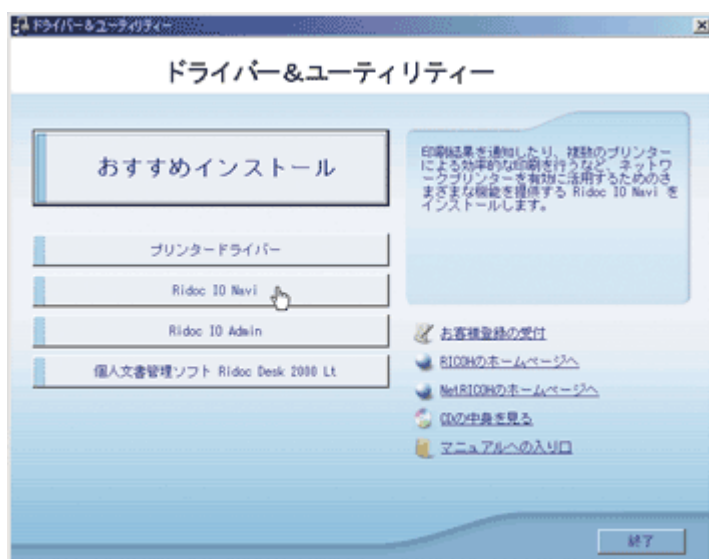 ドライバー&ユーティリティー
ドライバー&ユーティリティー
おすすめインストール
プリンタードライバー
Ridoc IO Navi
Ridoc IO Admin
個人文書管理ソフト Ridoc Desk 2000 Lt
印刷結果を通知したり、複数のプリンター
による効率的な印刷を行うなど、ネットワ
ークプリンターを有効に活用するためのさ
まざまな機能を提供する Ridoc IO Navi を
インストールします。
お客様登録の受付
RICOHのホームページへ
NetRICOHのホームページへ
CDの中身を見る
マニュアルへの入り口
終了